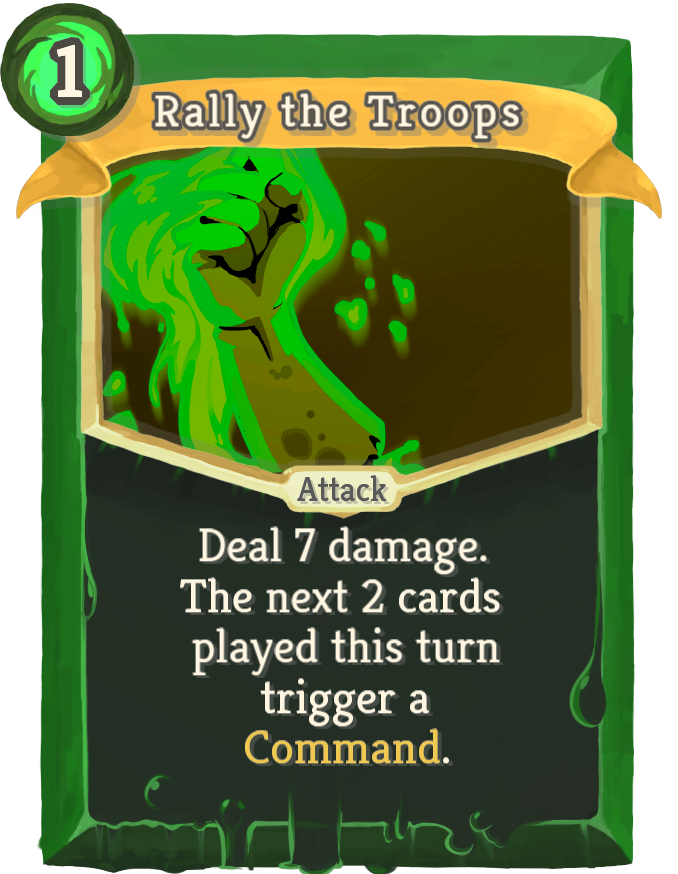 1
Rally the Troops
Attack
Deal 7 damage.
The next 2 cards
played this turn
trigger a
Command.